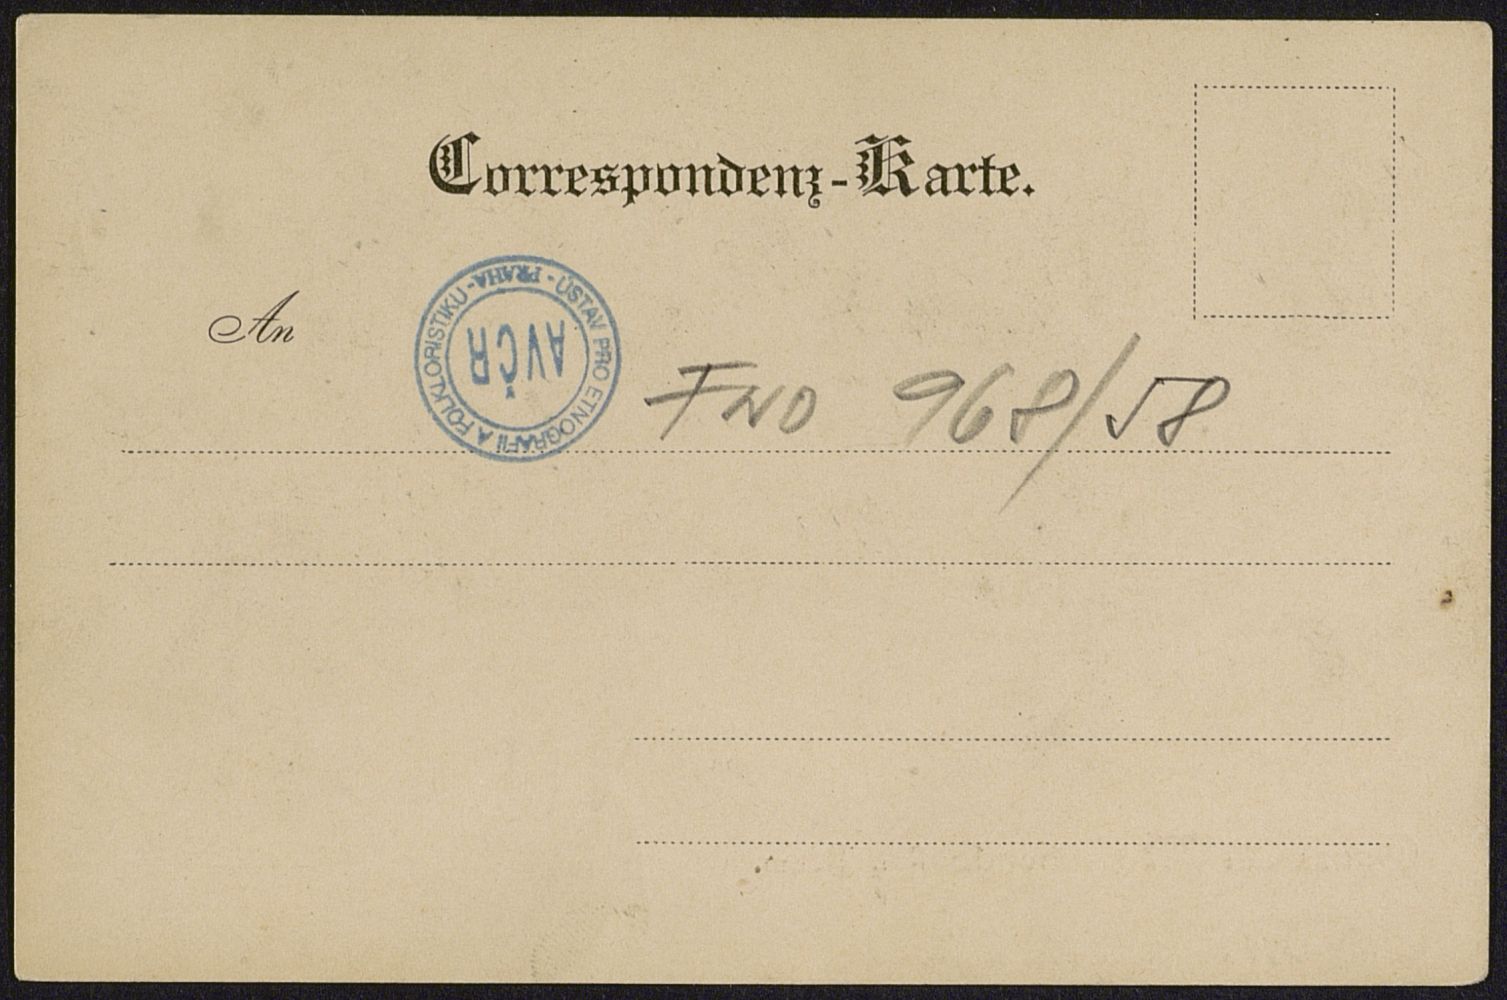 Correspondenz-Karte.
An
ÚSTAV PRO ETNOGRAFII A FOLKLORISTIKU - PRAHA -
AVČR
FNO 968/58